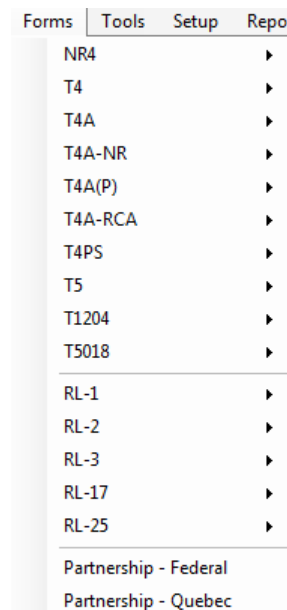 Forms Tools Setup Repo
NR4
T4
T4A
T4A-NR
T4A(P)
T4A-RCA
T4PS
T5
T1204
T5018
RL-1
RL-2
RL-3
RL-17
RL-25
Partnership - Federal
Partnership - Quebec